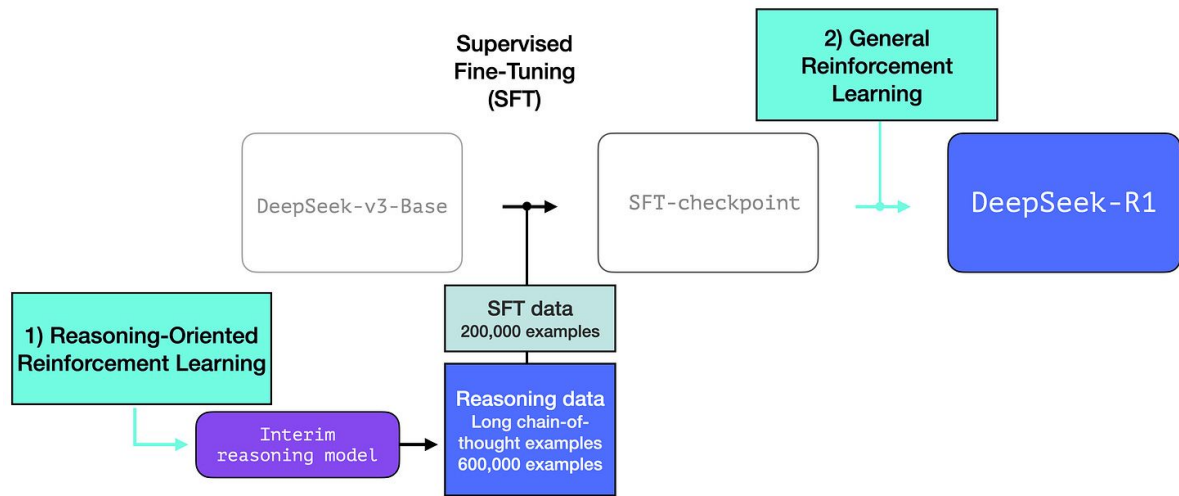 Supervised
Fine-Tuning
(SFT)
2) General
Reinforcement
Learning
DeepSeek-v3-Base
SFT-checkpoint
DeepSeek-R1
SFT data
200,000 examples
1) Reasoning-Oriented
Reinforcement Learning
Reasoning data
Long chain-of-
thought examples
600,000 examples
Interim
reasoning model